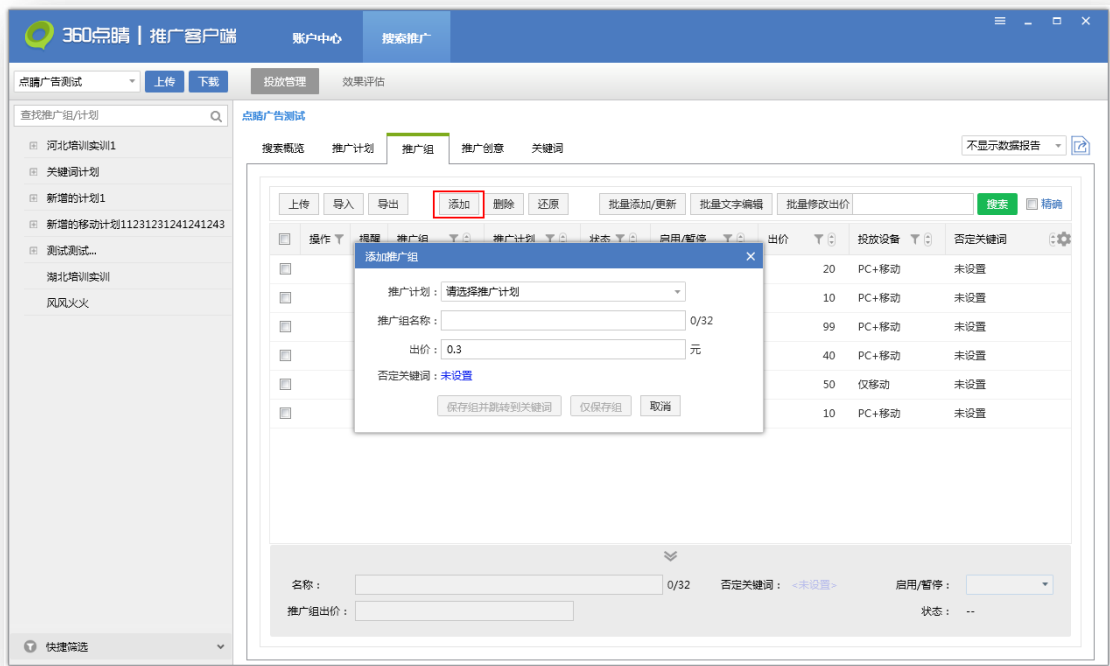 360点睛 | 推广客户端 账户中心 搜索推广
点睛广告测试 上传 下载 投放管理 效果评估
查找推广组/计划
河北培训实训1
关键词计划
新增的计划1
新增的移动计划11231231241241243
测试测试...
湖北培训实训
风风火火
快捷筛选
点睛广告测试
搜索概览 推广计划 推广组 推广创意 关键词 不显示数据报告
上传 导入 导出 添加 删除 还原 批量添加/更新 批量文字编辑 批量修改出价 搜索 精确
操作 提醒 推广组 推广计划 状态 启用/暂停 出价 投放设备 否定关键词
20 PC+移动 未设置
10 PC+移动 未设置
99 PC+移动 未设置
40 PC+移动 未设置
50 仅移动 未设置
10 PC+移动 未设置
添加推广组
推广计划： 请选择推广计划
推广组名称： 0/32
出价： 0.3 元
否定关键词：未设置
保存组并跳转到关键词 仅保存组 取消
名称： 0/32 否定关键词： <未设置> 启用/暂停：
推广组出价： 状态： --